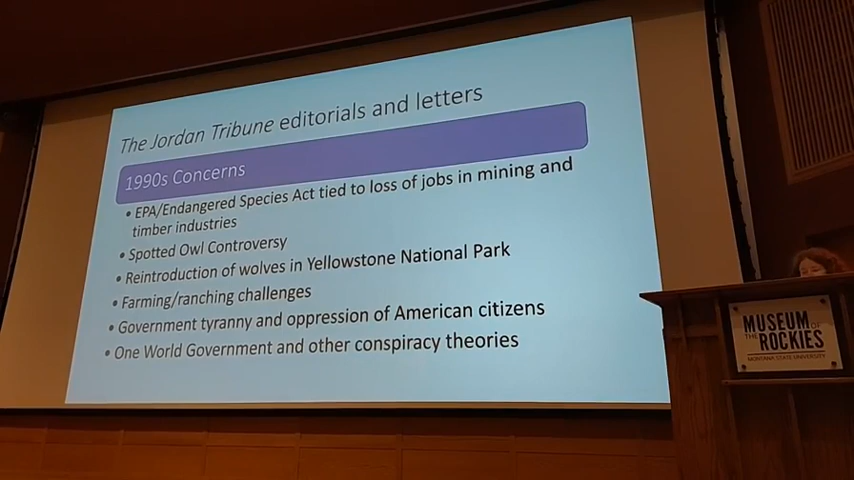 The Jordan Tribune editorials and letters
1990s Concerns
• EPA/Endangered Species Act tied to loss of jobs in mining and
timber industries
• Spotted Owl Controversy
• Reintroduction of wolves in Yellowstone National Park
• Farming/ranching challenges
• Government tyranny and oppression of American citizens
• One World Government and other conspiracy theories
MUSEUM OF
THE ROCKIES
MONTANA STATE UNIVERSITY